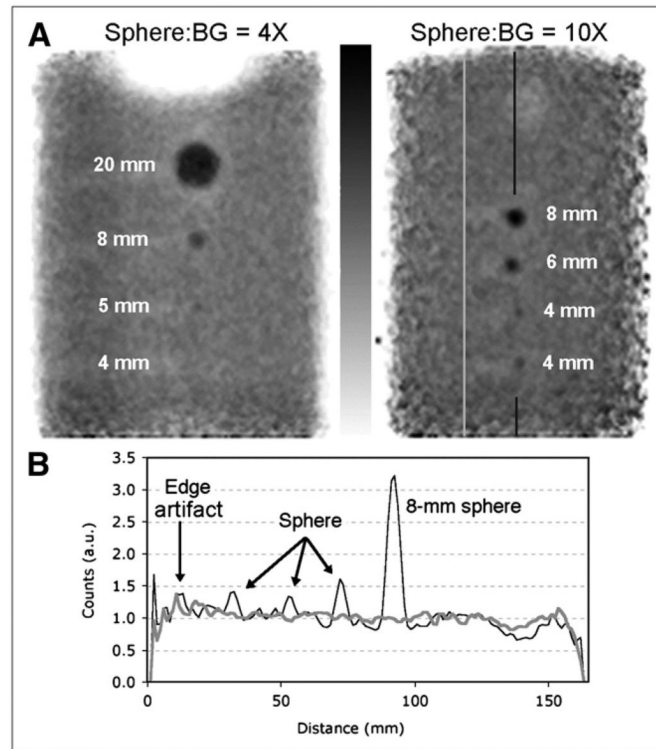 A
Sphere:BG = 4X
Sphere:BG = 10X
20 mm
8 mm
5 mm
4 mm
8 mm
6 mm
4 mm
4 mm
B
3.5
3.0
2.5
2.0
1.5
1.0
0.5
0.0
Counts (a.u.)
Edge
artifact
Sphere
8-mm sphere
0
50
100
150
Distance (mm)